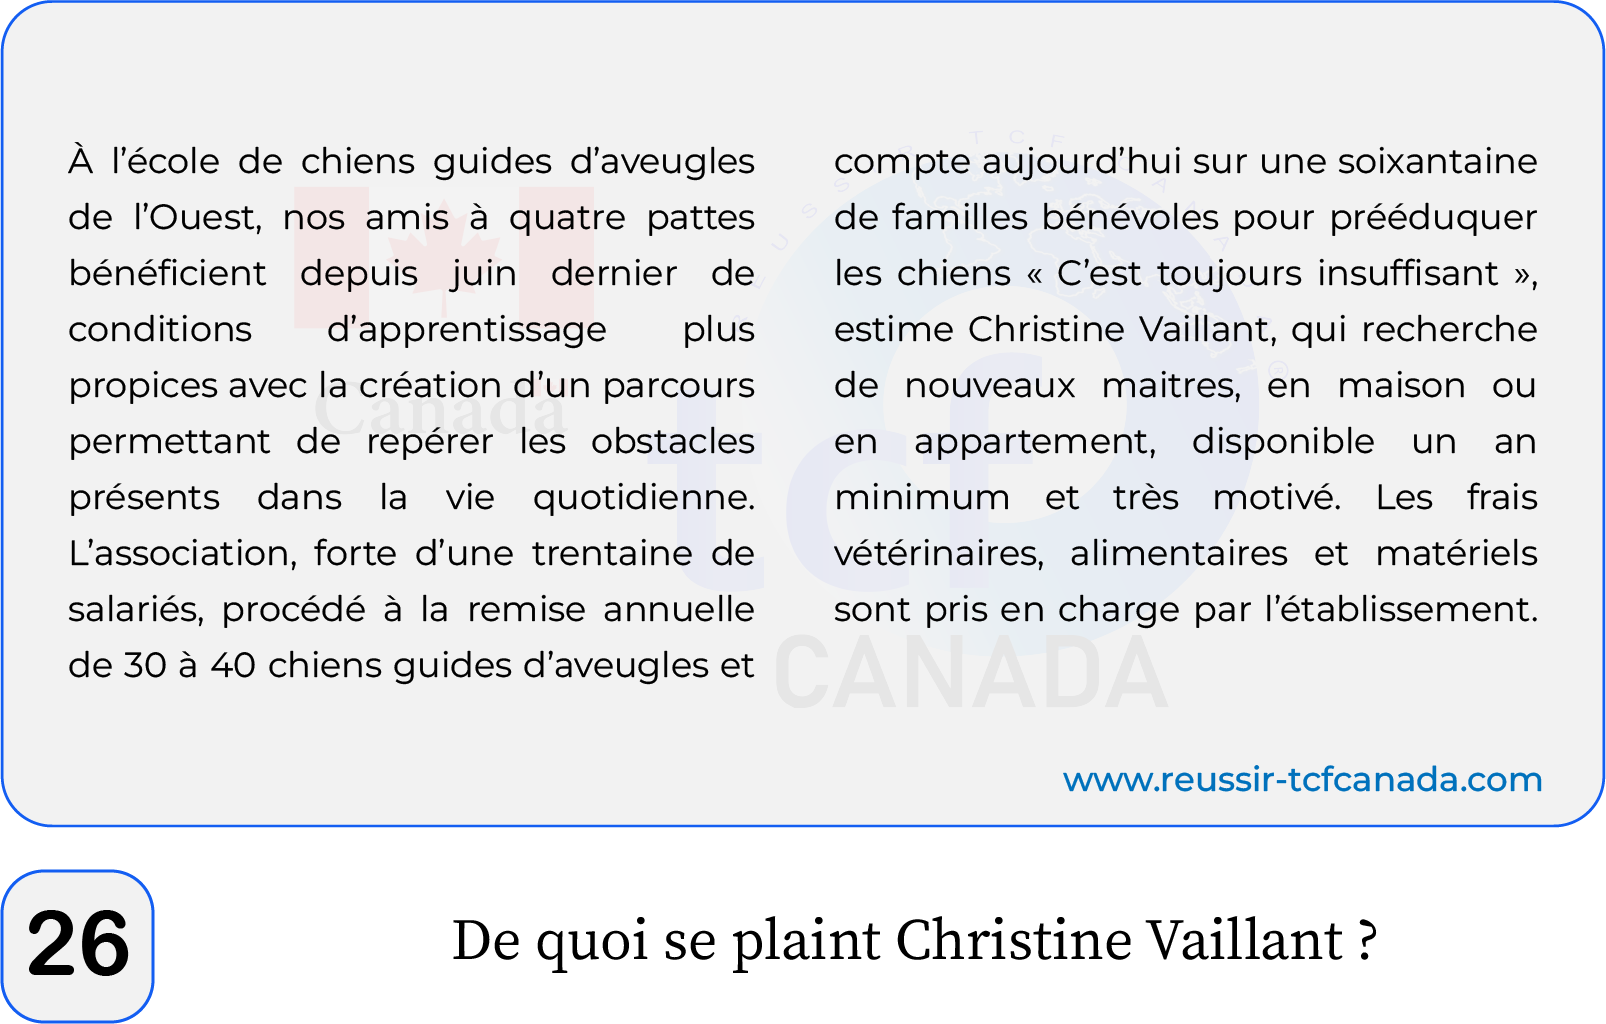 À l’école de chiens guides d’aveugles
de l’Ouest, nos amis à quatre pattes
bénéficient depuis juin dernier de
conditions d’apprentissage plus
propices avec la création d’un parcours
permettant de repérer les obstacles
présents dans la vie quotidienne.
L’association, forte d’une trentaine de
salariés, procédé à la remise annuelle
de 30 à 40 chiens guides d’aveugles et
compte aujourd’hui sur une soixantaine
de familles bénévoles pour prééduquer
les chiens « C’est toujours insuffisant »,
estime Christine Vaillant, qui recherche
de nouveaux maitres, en maison ou
en appartement, disponible un an
minimum et très motivé. Les frais
vétérinaires, alimentaires et matériels
sont pris en charge par l’établissement.
Canada
tcf
CANADA
www.reussir-tcfcanada.com
26
De quoi se plaint Christine Vaillant ?